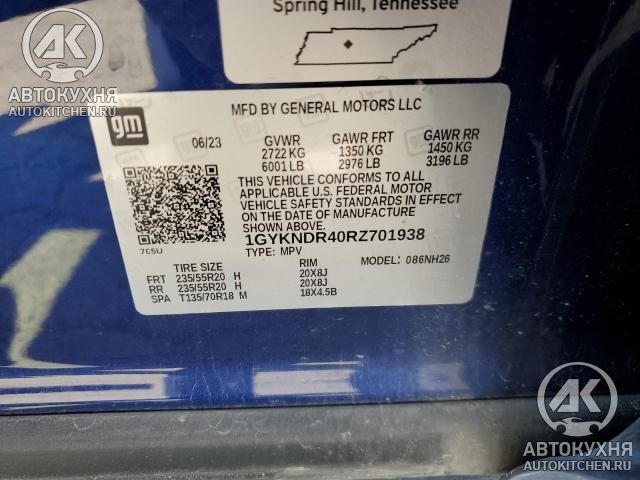 Spring Hill, Tennessee
АВТОКУХНЯ
AUTOKITCHEN.RU
gm
MFD BY GENERAL MOTORS LLC
06/23 GVWR GAWR FRT GAWR RR
2722 KG 1350 KG 1450 KG
6001 LB 2976 LB 3196 LB
THIS VEHICLE CONFORMS TO ALL
APPLICABLE U.S. FEDERAL MOTOR
VEHICLE SAFETY STANDARDS IN EFFECT
ON THE DATE OF MANUFACTURE
SHOWN ABOVE.
1GYKNDR40RZ701938
7C5U
TYPE: MPV MODEL: 086NH26
TIRE SIZE RIM
FRT 235/55R20 H 20X8J
RR 235/55R20 H 20X8J
SPA T135/70R18 M 18X4.5B
АВТОКУХНЯ
AUTOKITCHEN.RU